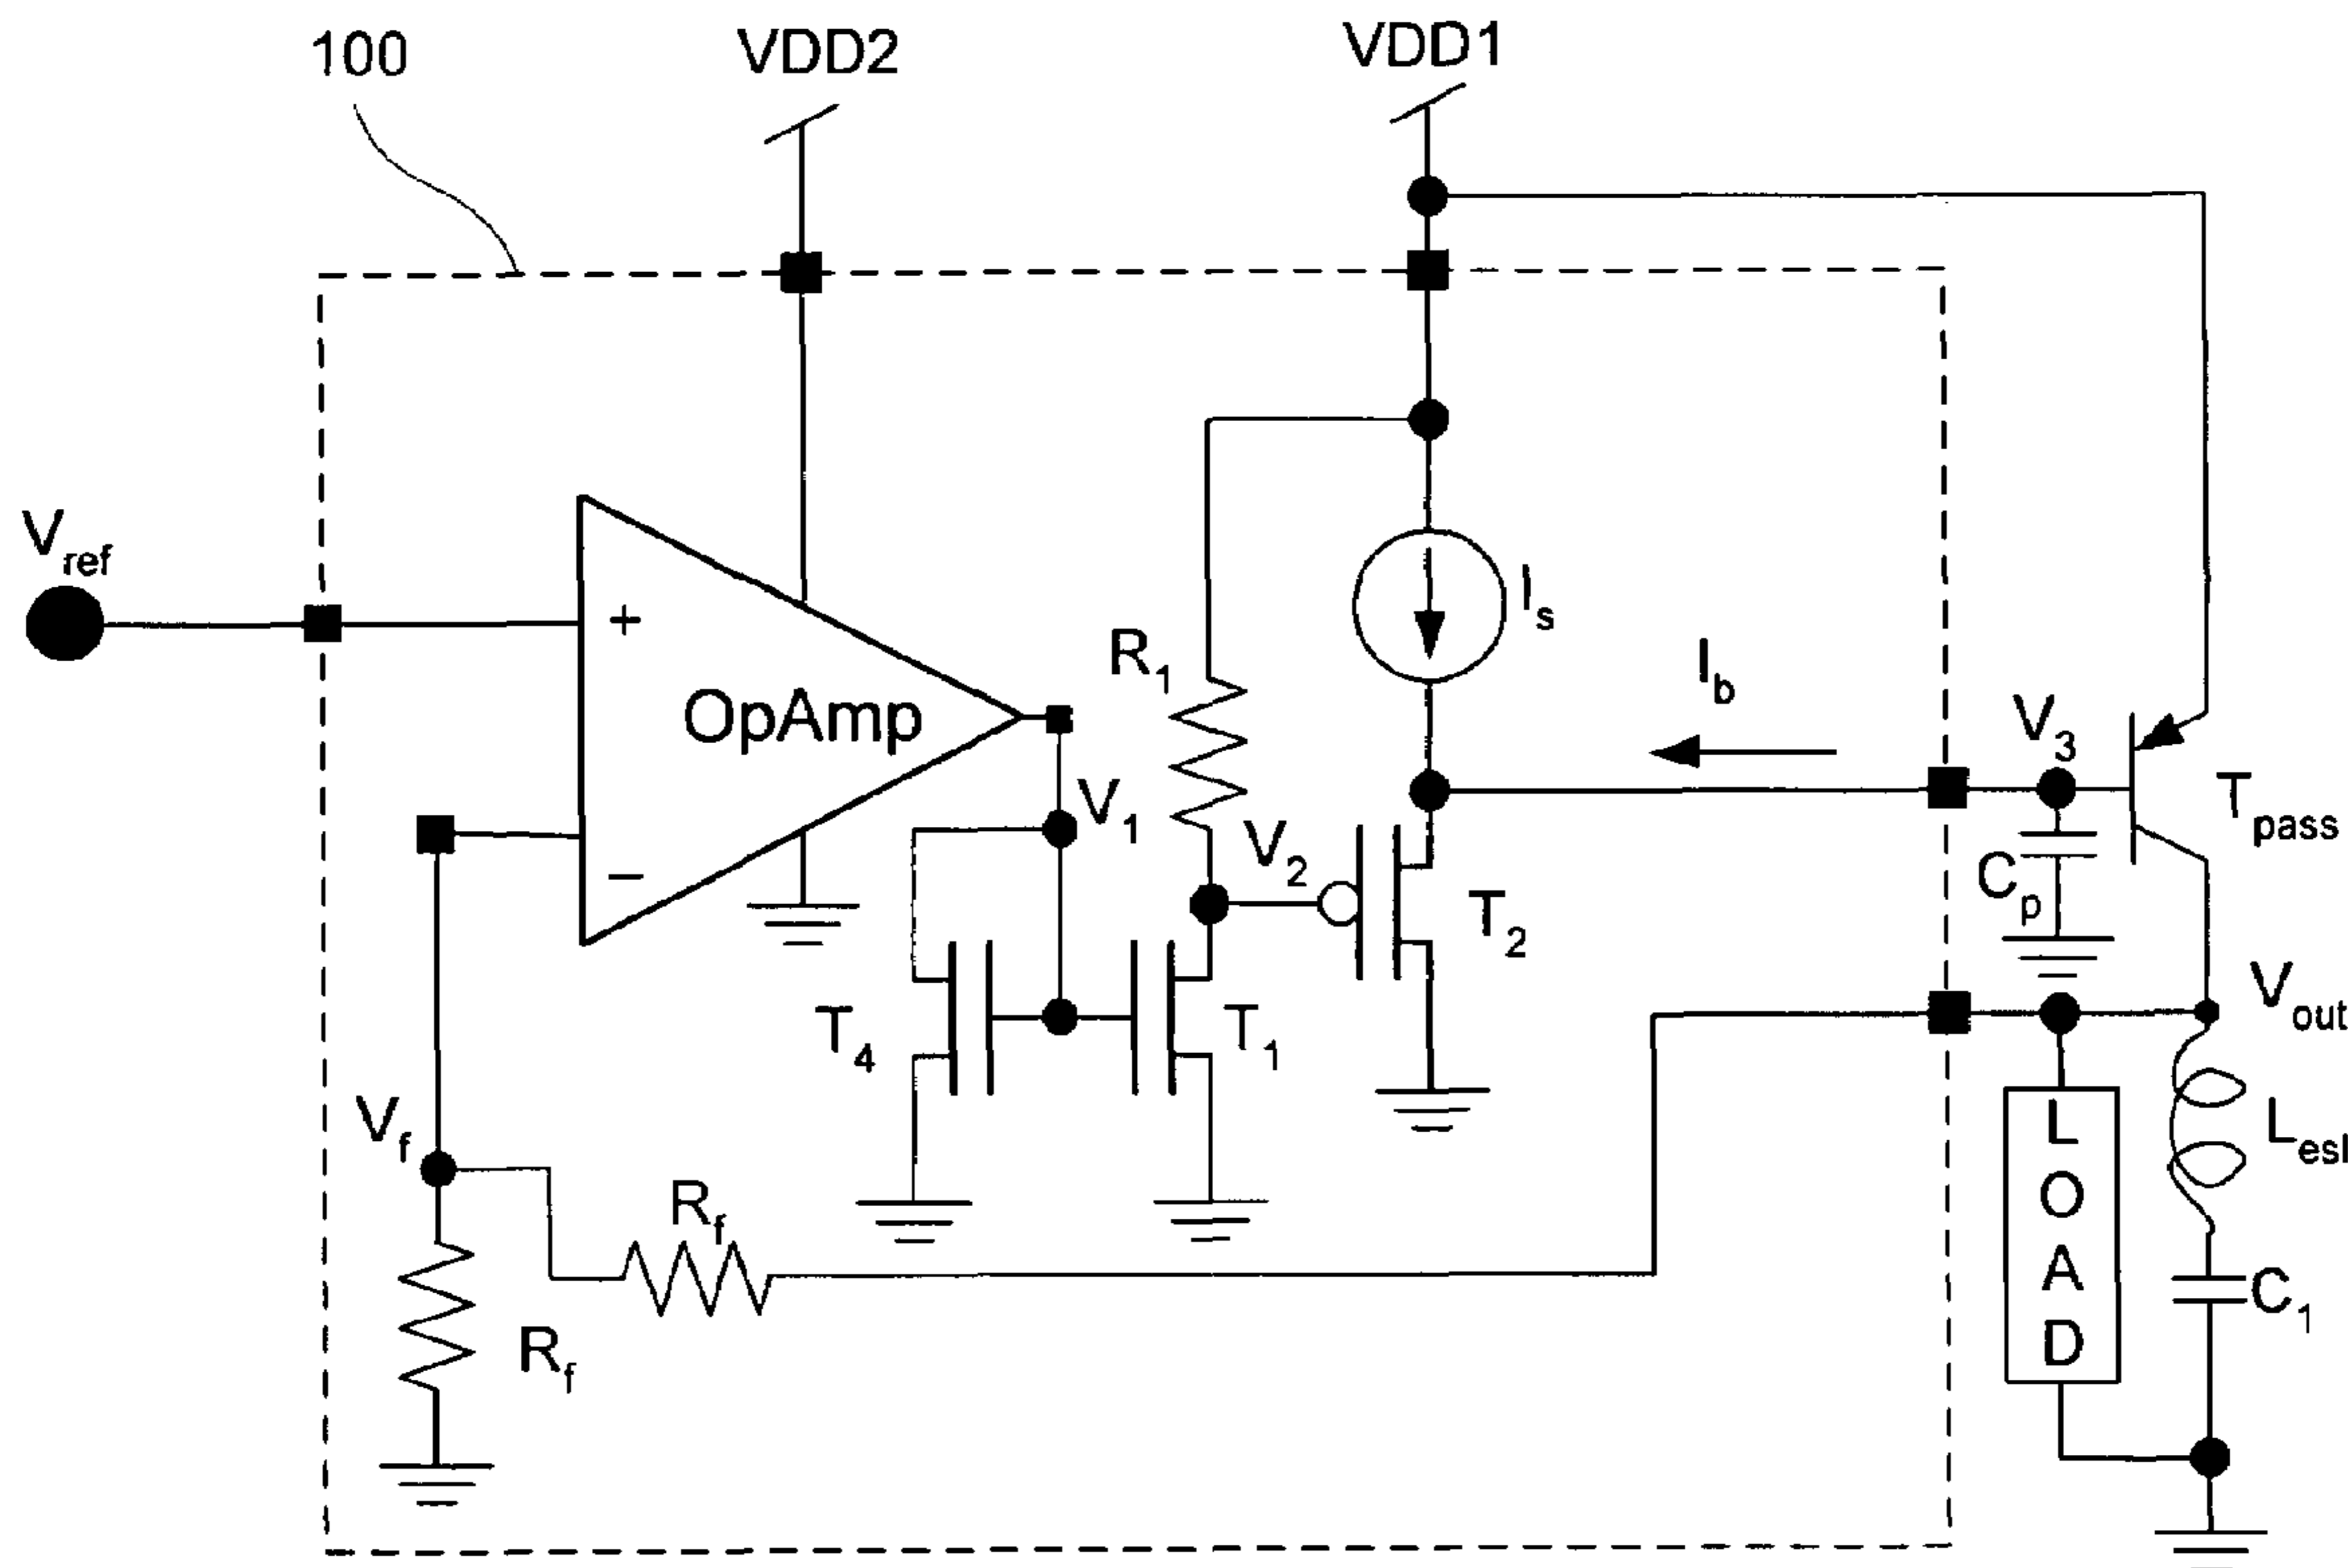 100
VDD2
VDD1
Vref
+
OpAmp
−
R1
Is
Ib
V3
Tpass
V1
V2
Cp
T2
Vout
T4
T1
Vf
Rf
Rf
LOAD
Lesl
C1